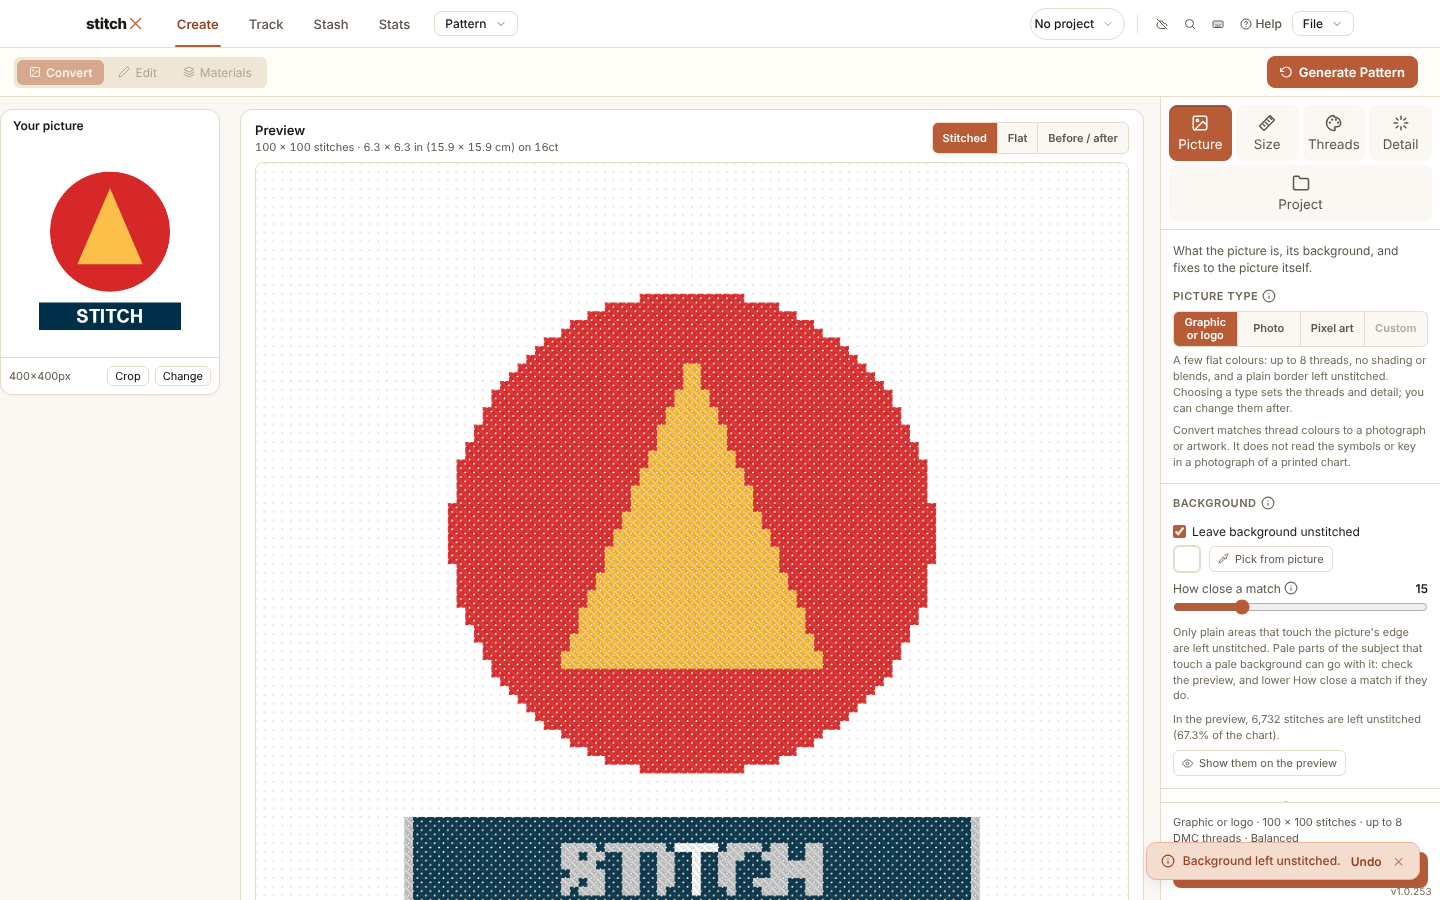 stitch
Create
Track
Stash
Stats
Pattern
No project
Help
File
Convert
Edit
Materials
Generate Pattern
Your picture
STITCH
400×400px
Crop
Change
Preview
100 × 100 stitches · 6.3 × 6.3 in (15.9 × 15.9 cm) on 16ct
Stitched
Flat
Before / after
STITCH
Picture
Size
Threads
Detail
Project
What the picture is, its background, and
fixes to the picture itself.
PICTURE TYPE
Graphic
or logo
Photo
Pixel art
Custom
A few flat colours: up to 8 threads, no shading or
blends, and a plain border left unstitched.
Choosing a type sets the threads and detail; you
can change them after.
Convert matches thread colours to a photograph
or artwork. It does not read the symbols or key
in a photograph of a printed chart.
BACKGROUND
Leave background unstitched
Pick from picture
How close a match
15
Only plain areas that touch the picture's edge
are left unstitched. Pale parts of the subject that
touch a pale background can go with it: check
the preview, and lower How close a match if they
do.
In the preview, 6,732 stitches are left unstitched
(67.3% of the chart).
Show them on the preview
Graphic or logo · 100 × 100 stitches · up to 8
DMC threads · Balanced
Background left unstitched.
Undo
v1.0.253